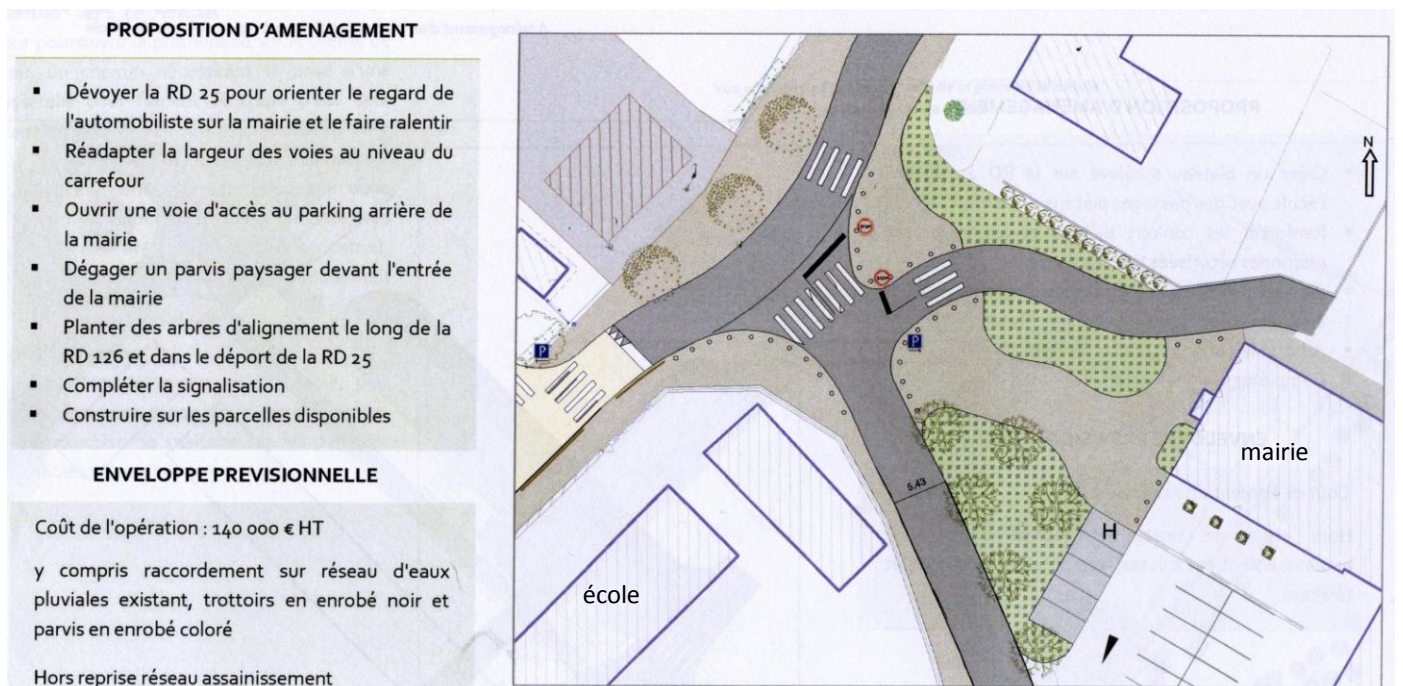 PROPOSITION D’AMENAGEMENT
▪ Dévoyer la RD 25 pour orienter le regard de
l'automobiliste sur la mairie et le faire ralentir
▪ Réadapter la largeur des voies au niveau du
carrefour
▪ Ouvrir une voie d'accès au parking arrière de
la mairie
▪ Dégager un parvis paysager devant l'entrée
de la mairie
▪ Planter des arbres d'alignement le long de la
RD 126 et dans le déport de la RD 25
▪ Compléter la signalisation
▪ Construire sur les parcelles disponibles
ENVELOPPE PREVISIONNELLE
Coût de l'opération : 140 000 € HT
y compris raccordement sur réseau d'eaux
pluviales existant, trottoirs en enrobé noir et
parvis en enrobé coloré
Hors reprise réseau assainissement
N
STOP
STOP
P
P
mairie
5.43
H
école